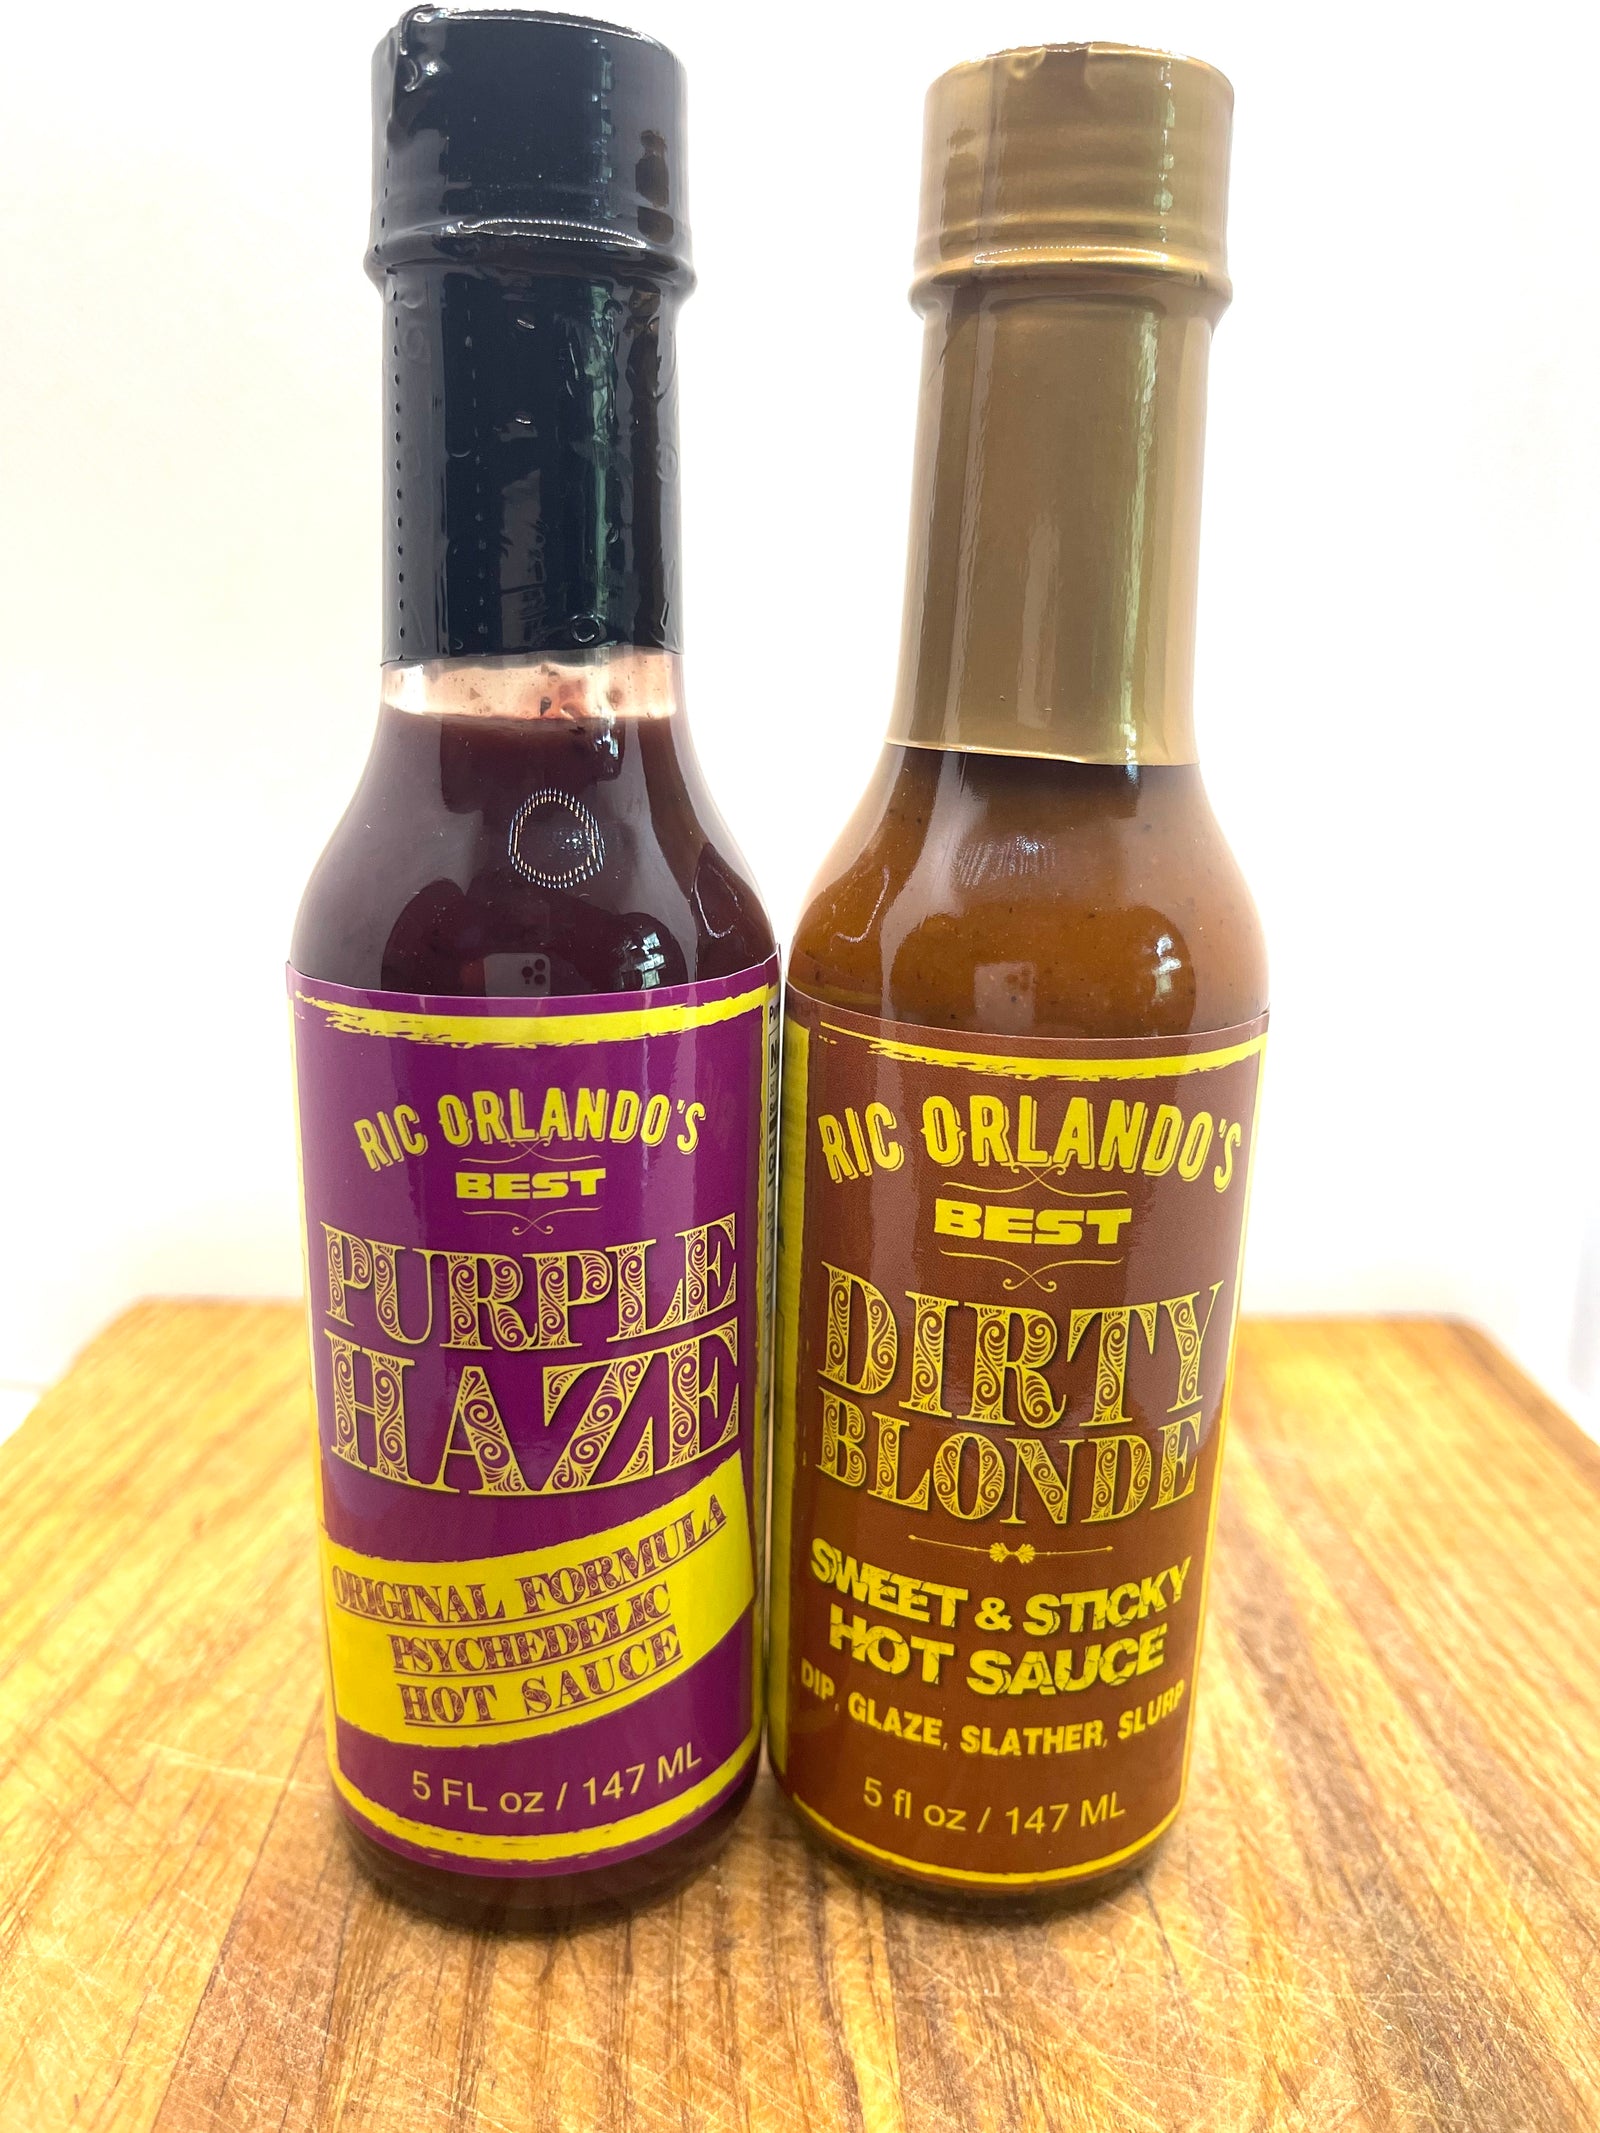 RIC ORLANDO'S
BEST
PURPLE
HAZE
ORIGINAL FORMULA
PSYCHEDELIC
HOT SAUCE
5 FL oz / 147 ML
RIC ORLANDO'S
BEST
DIRTY
BLONDE
SWEET & STICKY
HOT SAUCE
DIP, GLAZE, SLATHER, SLURP
5 fl oz / 147 ML